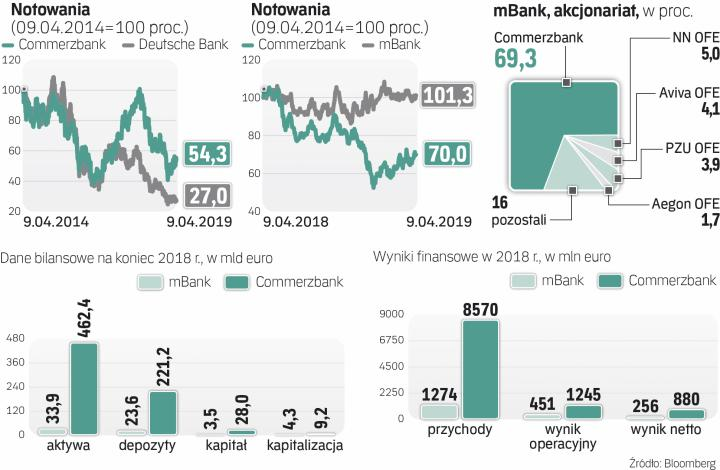 Notowania
(09.04.2014=100 proc.)
Commerzbank Deutsche Bank
120
100
80
60
40
20
54,3
27,0
9.04.2014 9.04.2019
Notowania
(09.04.2014=100 proc.)
Commerzbank mBank
120
100
80
60
40
101,3
70,0
9.04.2018 9.04.2019
mBank, akcjonariat, w proc.
Commerzbank
69,3
NN OFE
5,0
Aviva OFE
4,1
PZU OFE
3,9
Aegon OFE
1,7
16
pozostali
Dane bilansowe na koniec 2018 r., w mld euro
mBank Commerzbank
480
360
240
120
0
33,9 462,4
23,6 221,2
3,5 28,0
4,3 9,2
aktywa depozyty kapitał kapitalizacja
Wyniki finansowe w 2018 r., w mln euro
mBank Commerzbank
9000
6750
4500
2250
0
1274 8570
451 1245
256 880
przychody wynik operacyjny wynik netto
Źródło: Bloomberg